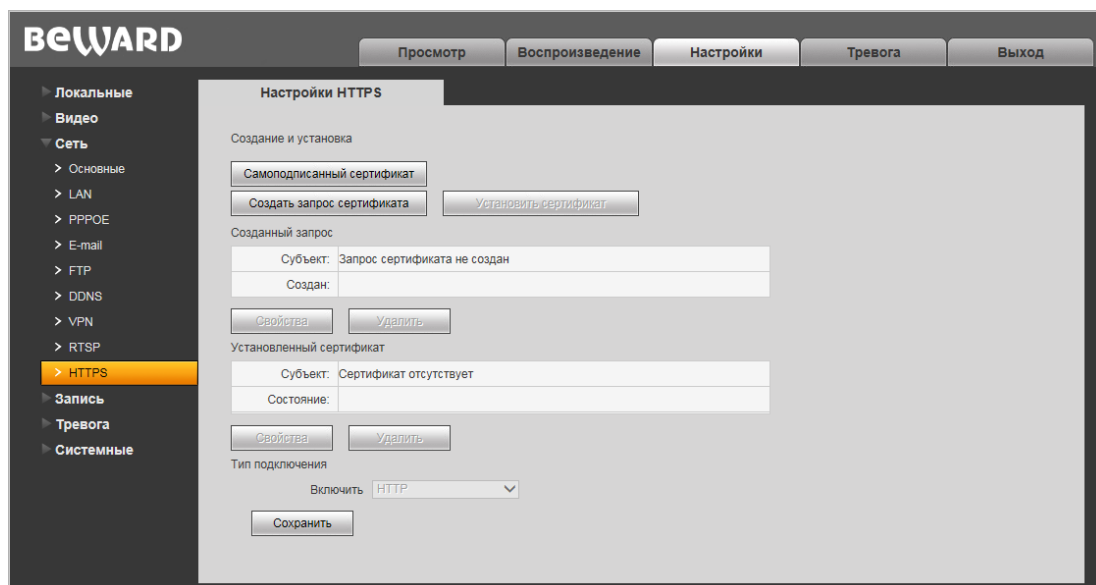 BEWARD
Просмотр Воспроизведение Настройки Тревога Выход
Локальные
Видео
Сеть
Основные
LAN
PPPOE
E-mail
FTP
DDNS
VPN
RTSP
HTTPS
Запись
Тревога
Системные
Настройки HTTPS
Создание и установка
Самоподписанный сертификат
Создать запрос сертификата Установить сертификат
Созданный запрос
Субъект: Запрос сертификата не создан
Создан:
Свойства Удалить
Установленный сертификат
Субъект: Сертификат отсутствует
Состояние:
Свойства Удалить
Тип подключения
Включить HTTP
Сохранить